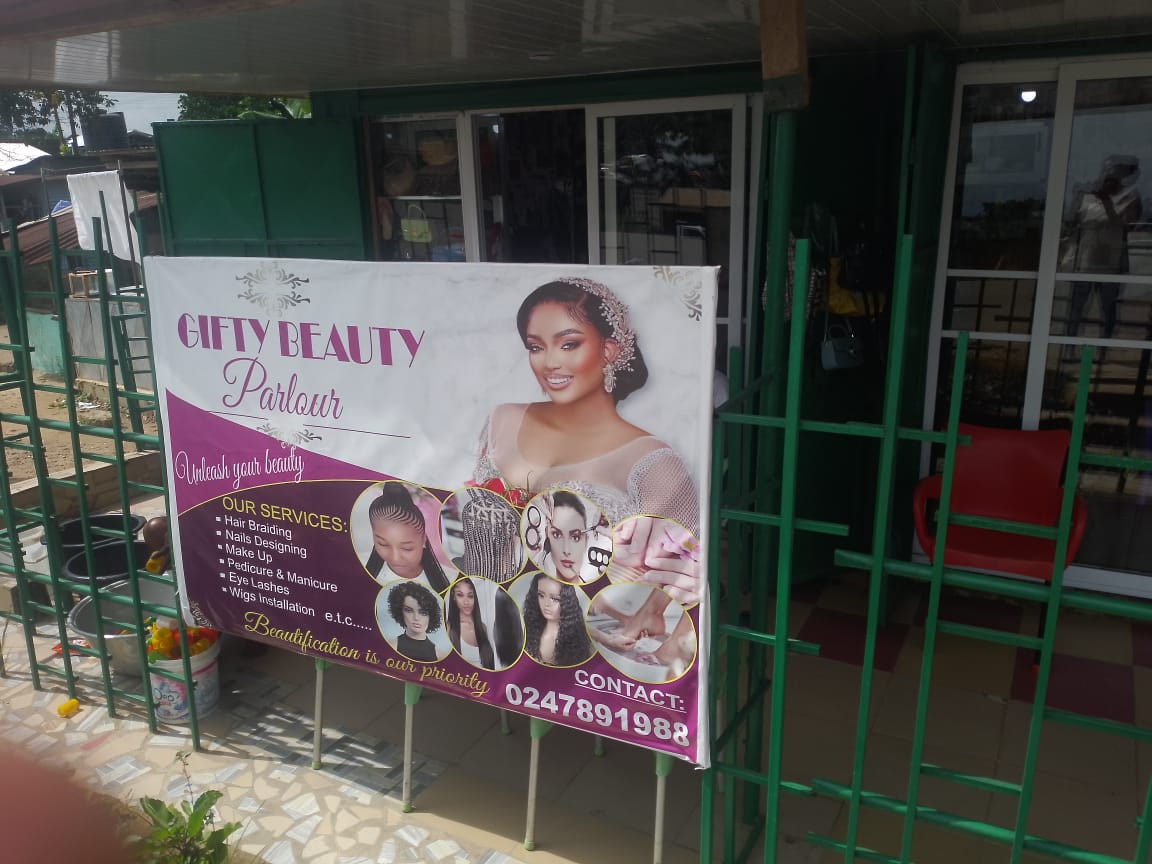 GIFTY BEAUTY
Parlour
Unleash your beauty
OUR SERVICES:
▪ Hair Braiding
▪ Nails Designing
▪ Make Up
▪ Pedicure & Manicure
▪ Eye Lashes
▪ Wigs Installation e.t.c.....
Beautification is our priority
CONTACT:
0247891988